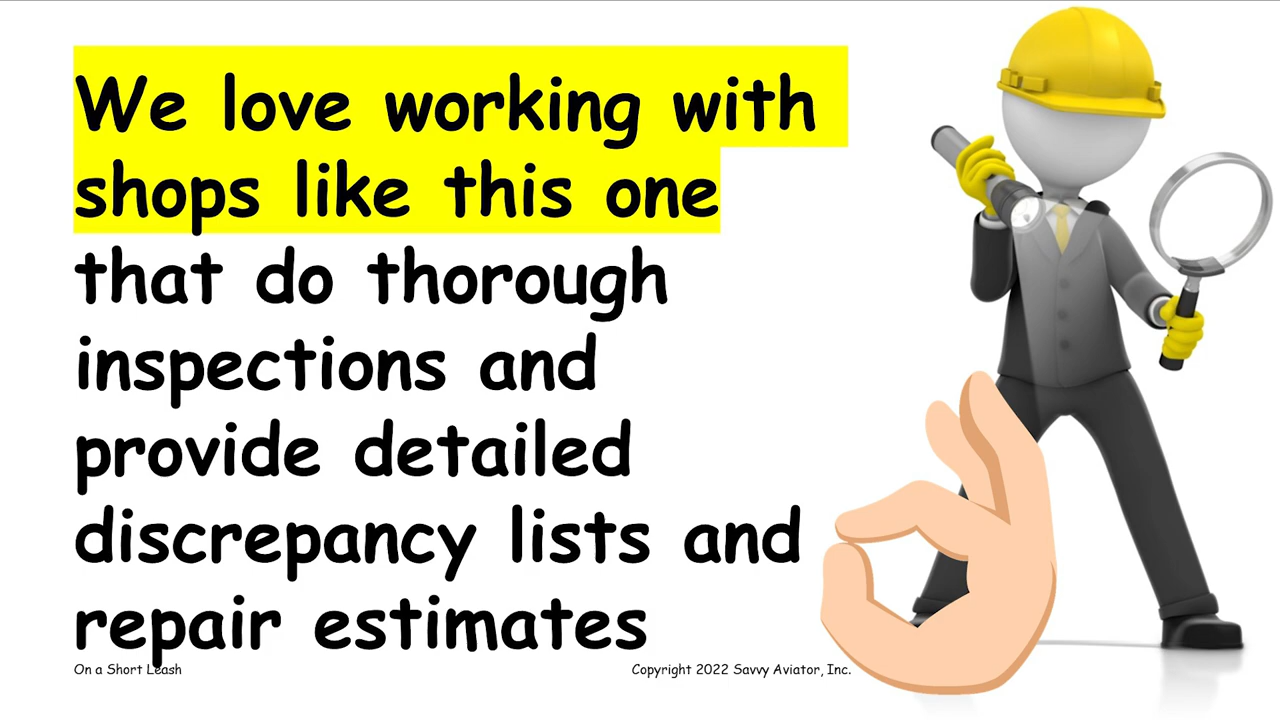 We love working with
shops like this one
that do thorough
inspections and
provide detailed
discrepancy lists and
repair estimates
On a Short Leash
Copyright 2022 Savvy Aviator, Inc.